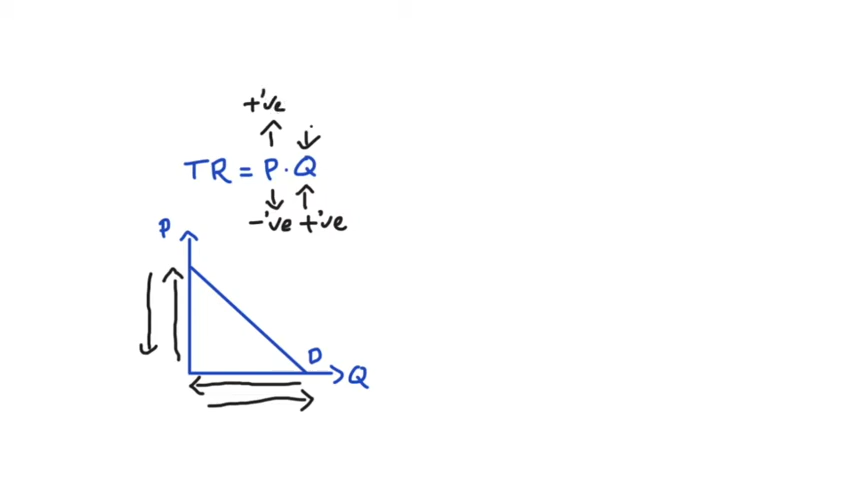 +'ve
TR = P . Q
-'ve +'ve
P
D
Q